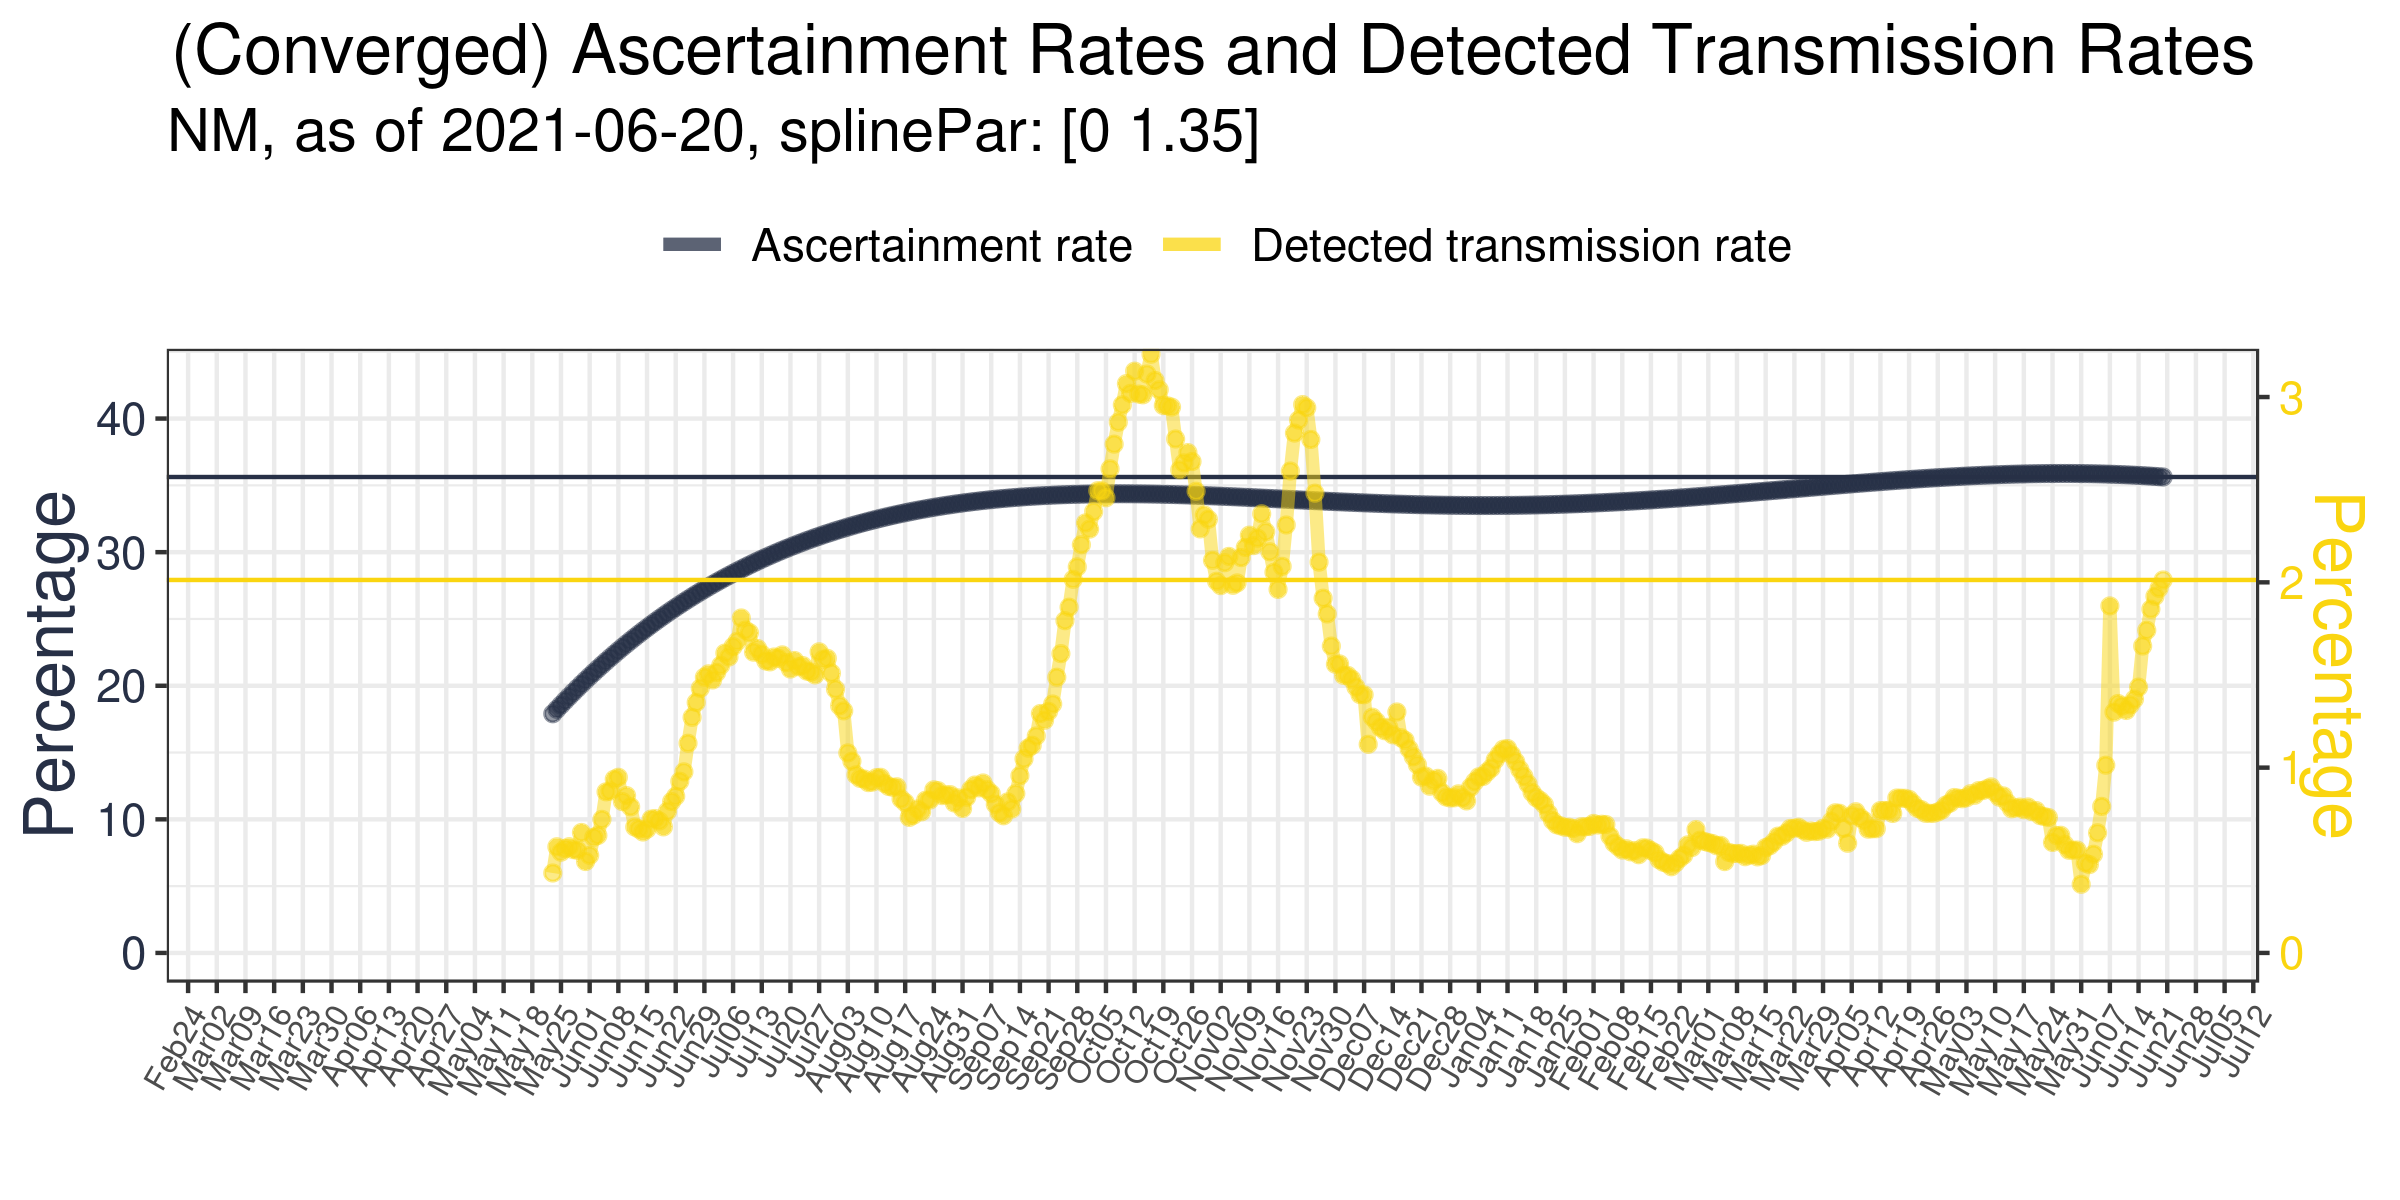 (Converged) Ascertainment Rates and Detected Transmission Rates
NM, as of 2021-06-20, splinePar: [0 1.35]
Ascertainment rate Detected transmission rate
Percentage
40
30
20
10
0
3
2
1
0
Percentage
Feb24 Mar02 Mar09 Mar16 Mar23 Mar30 Apr06 Apr13 Apr20 Apr27 May04 May11 May18 May25 Jun01 Jun08 Jun15 Jun22 Jun29 Jul06 Jul13 Jul20 Jul27 Aug03 Aug10 Aug17 Aug24 Aug31 Sep07 Sep14 Sep21 Sep28 Oct05 Oct12 Oct19 Oct26 Nov02 Nov09 Nov16 Nov23 Nov30 Dec07 Dec14 Dec21 Dec28 Jan04 Jan11 Jan18 Jan25 Feb01 Feb08 Feb15 Feb22 Mar01 Mar08 Mar15 Mar22 Mar29 Apr05 Apr12 Apr19 Apr26 May03 May10 May17 May24 May31 Jun07 Jun14 Jun21 Jun28 Jul05 Jul12